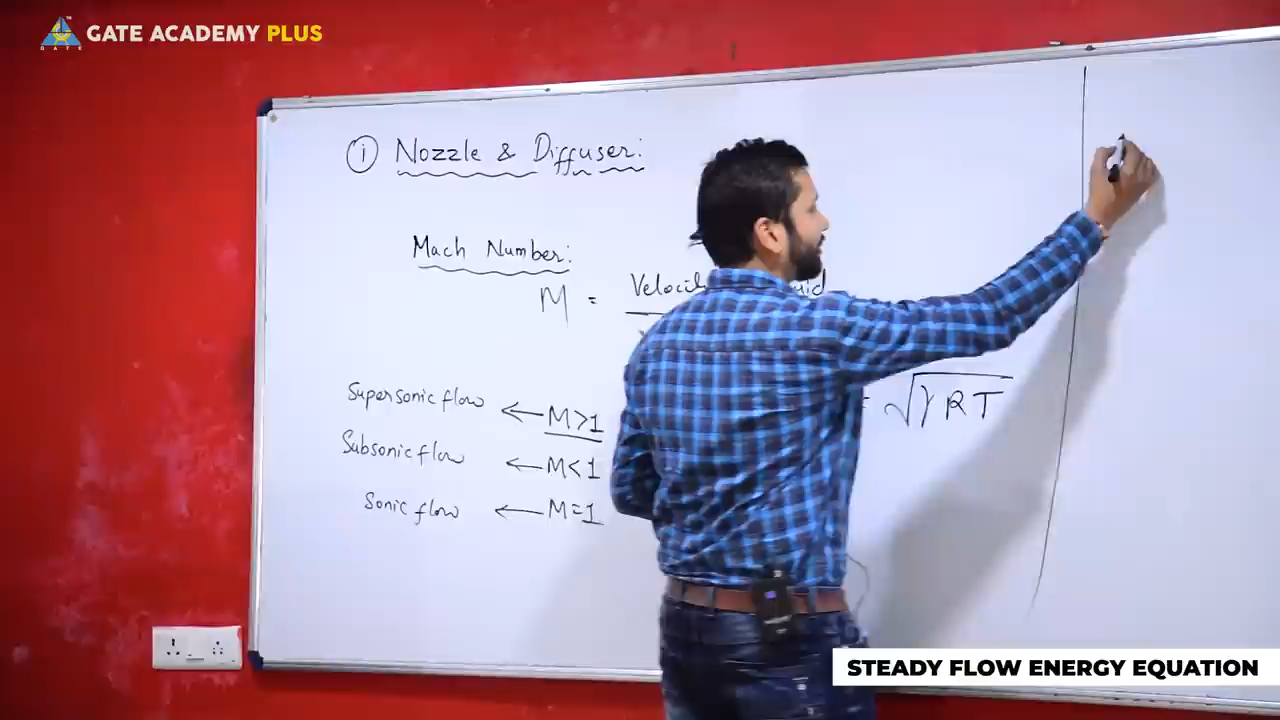 GATE ACADEMY PLUS
GATE
i Nozzle & Diffuser:
Mach Number:
M =
= √γRT
Supersonic flow ← M>1
Subsonic flow ← M<1
Sonic flow ← M=1
STEADY FLOW ENERGY EQUATION